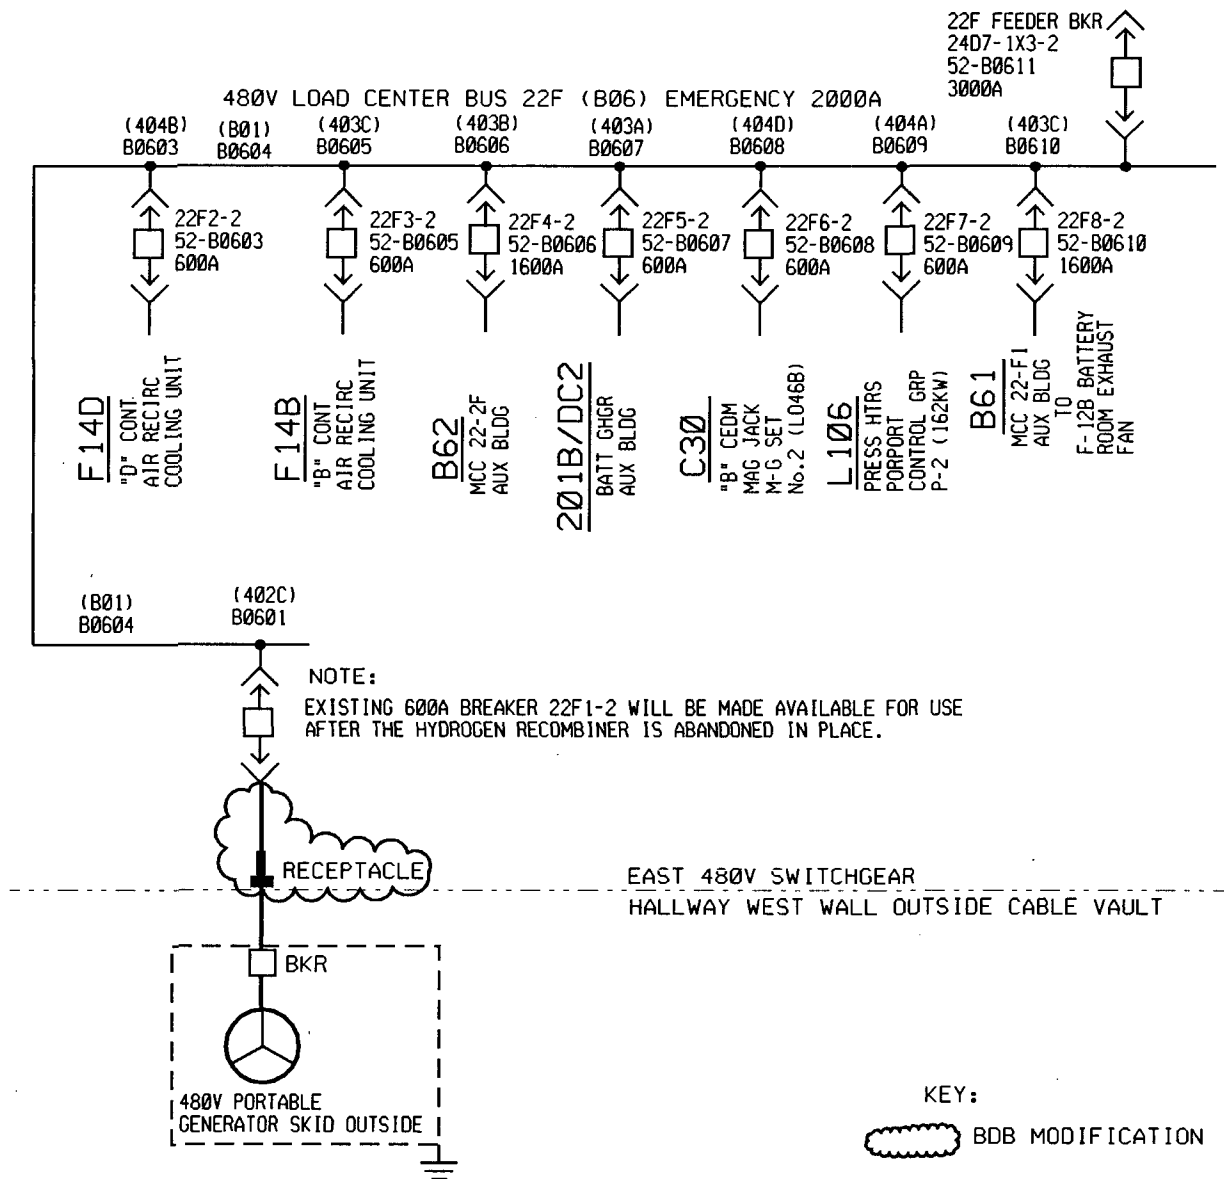 22F FEEDER BKR
24D7-1X3-2
52-B0611
3000A
480V LOAD CENTER BUS 22F (B06) EMERGENCY 2000A
(404B)
B0603
(B01)
B0604
(403C)
B0605
(403B)
B0606
(403A)
B0607
(404D)
B0608
(404A)
B0609
(403C)
B0610
22F2-2
52-B0603
600A
22F3-2
52-B0605
600A
22F4-2
52-B0606
1600A
22F5-2
52-B0607
600A
22F6-2
52-B0608
600A
22F7-2
52-B0609
600A
22F8-2
52-B0610
1600A
F14D
"D" CONT.
AIR RECIRC
COOLING UNIT
F14B
"B" CONT
AIR RECIRC
COOLING UNIT
B62
MCC 22-2F
AUX BLDG
201B/DC2
BATT GHGR
AUX BLDG
C30
"B" CEDM
MAG JACK
M-G SET
No.2 (L046B)
L106
PRESS HTRS
PORPORT
CONTROL GRP
P-2 (162KW)
B61
MCC 22-F1
AUX BLDG
TO
F-12B BATTERY
ROOM EXHAUST
FAN
(B01)
B0604
(402C)
B0601
NOTE:
EXISTING 600A BREAKER 22F1-2 WILL BE MADE AVAILABLE FOR USE
AFTER THE HYDROGEN RECOMBINER IS ABANDONED IN PLACE.
RECEPTACLE
EAST 480V SWITCHGEAR
HALLWAY WEST WALL OUTSIDE CABLE VAULT
BKR
480V PORTABLE
GENERATOR SKID OUTSIDE
KEY:
BDB MODIFICATION